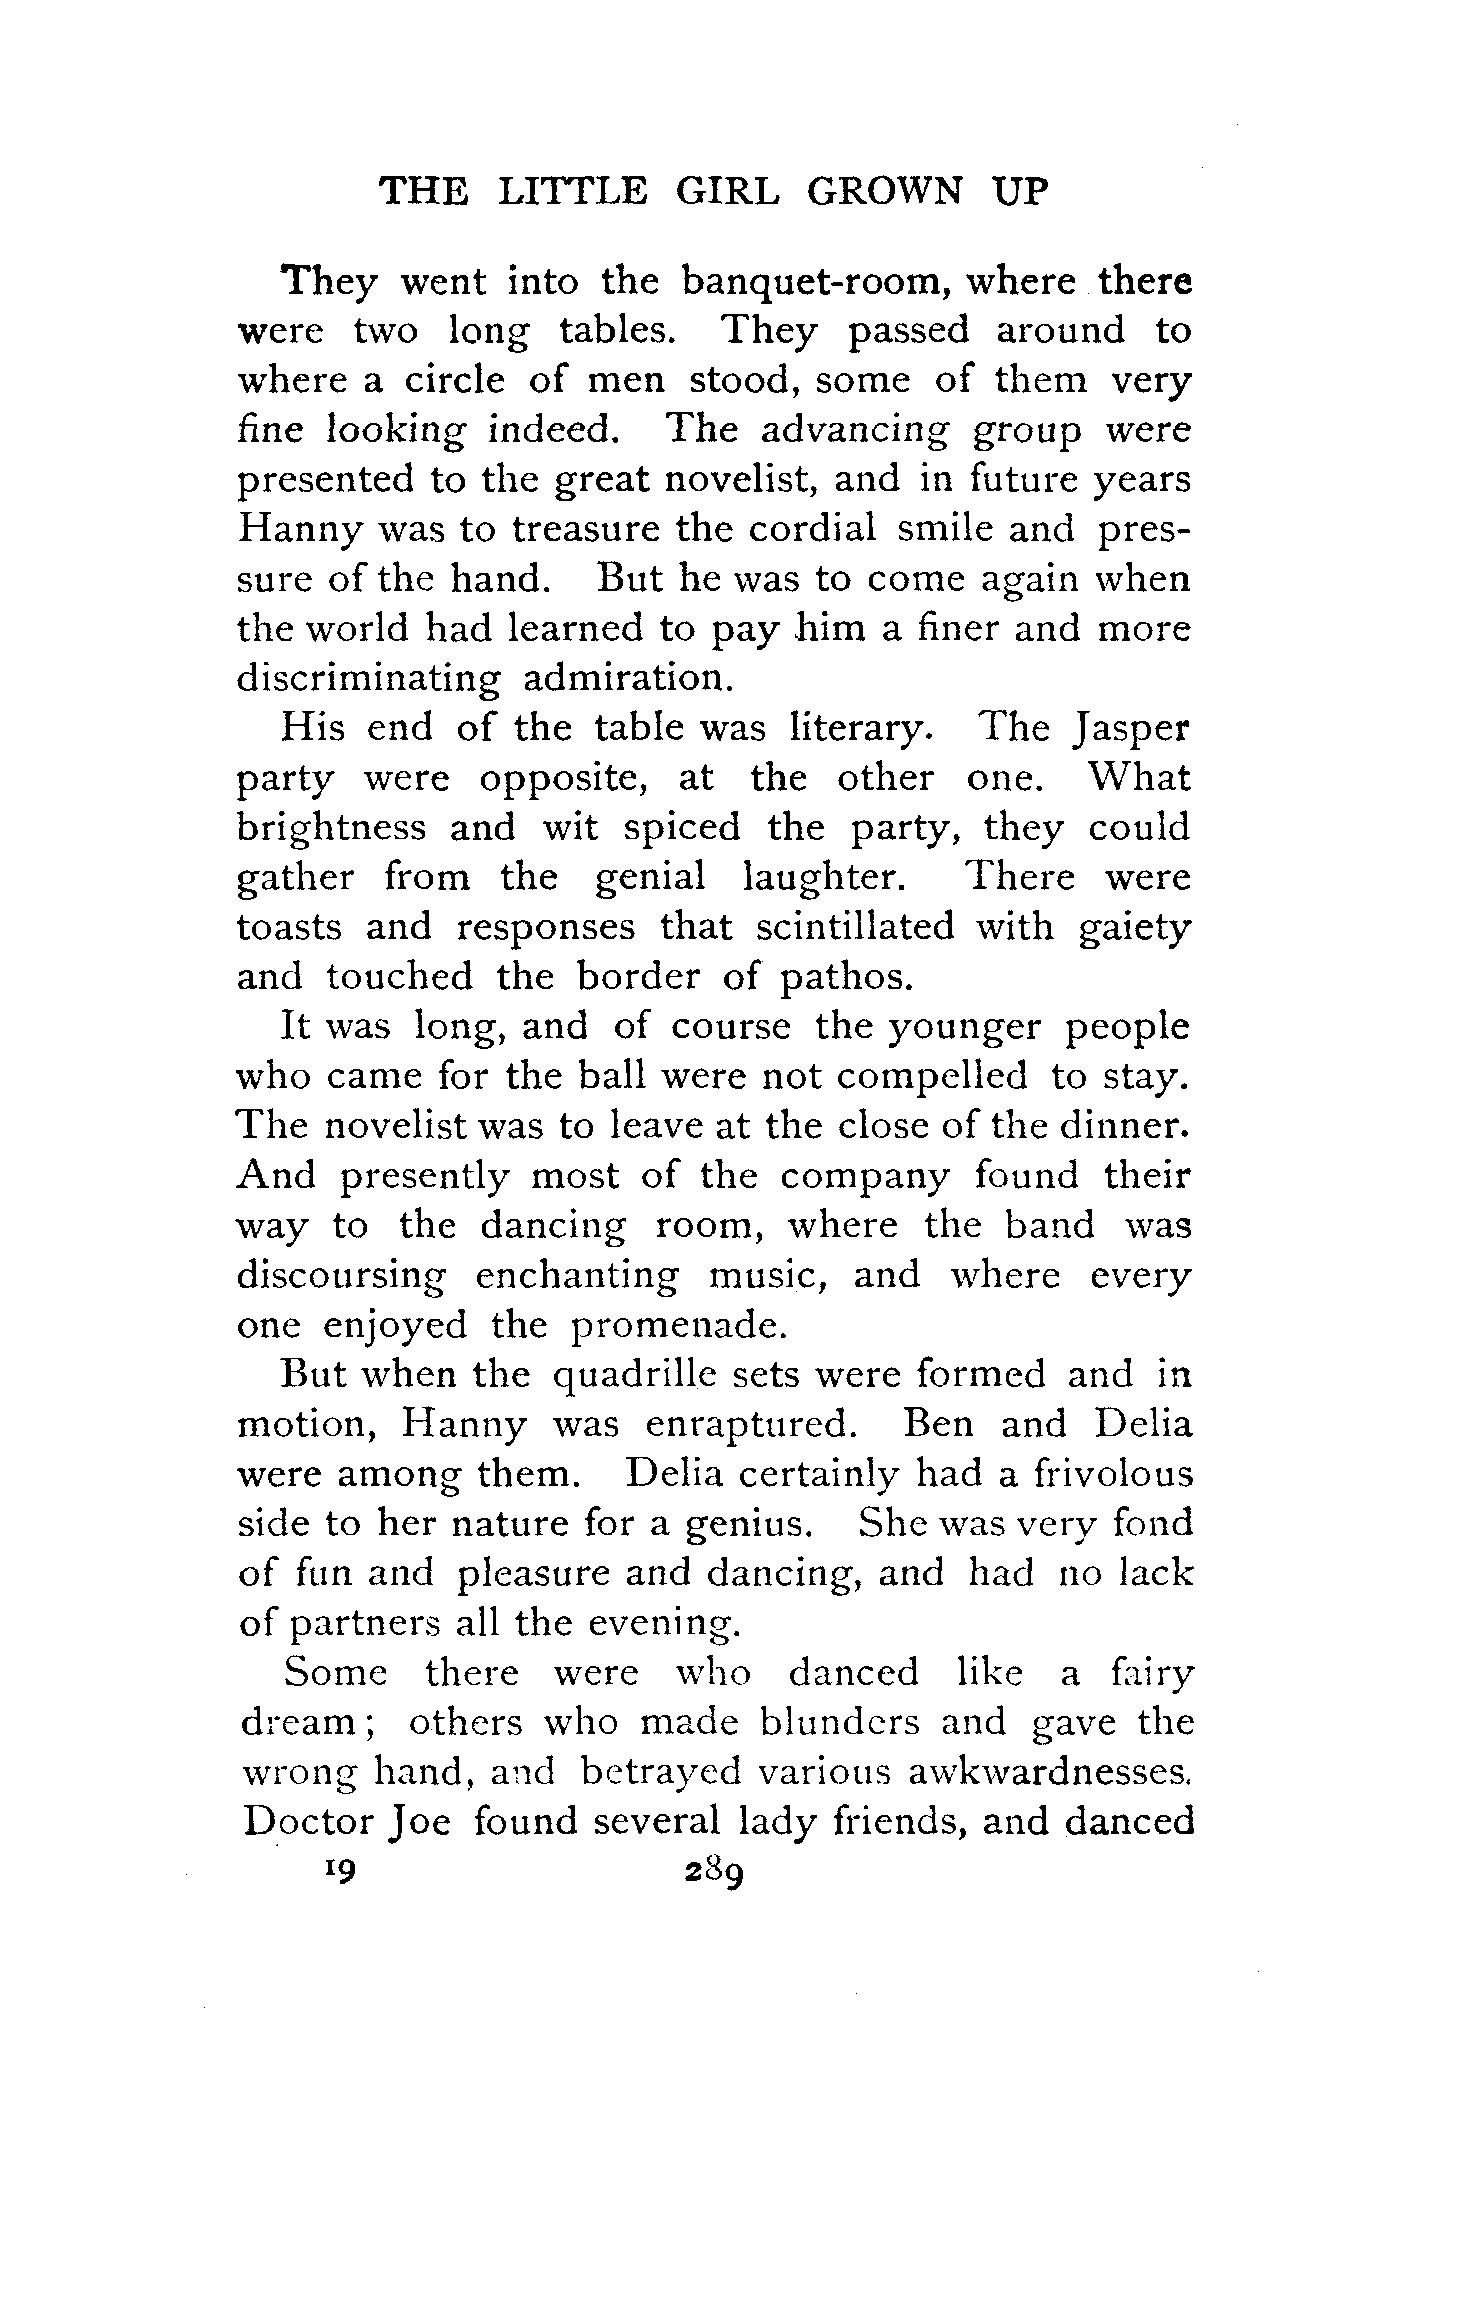 THE LITTLE GIRL GROWN UP
They went into the banquet-room, where there
were two long tables. They passed around to
where a circle of men stood, some of them very
fine looking indeed. The advancing group were
presented to the great novelist, and in future years
Hanny was to treasure the cordial smile and pres-
sure of the hand. But he was to come again when
the world had learned to pay him a finer and more
discriminating admiration.
His end of the table was literary. The Jasper
party were opposite, at the other one. What
brightness and wit spiced the party, they could
gather from the genial laughter. There were
toasts and responses that scintillated with gaiety
and touched the border of pathos.
It was long, and of course the younger people
who came for the ball were not compelled to stay.
The novelist was to leave at the close of the dinner.
And presently most of the company found their
way to the dancing room, where the band was
discoursing enchanting music, and where every
one enjoyed the promenade.
But when the quadrille sets were formed and in
motion, Hanny was enraptured. Ben and Delia
were among them. Delia certainly had a frivolous
side to her nature for a genius. She was very fond
of fun and pleasure and dancing, and had no lack
of partners all the evening.
Some there were who danced like a fairy
dream; others who made blunders and gave the
wrong hand, and betrayed various awkwardnesses.
Doctor Joe found several lady friends, and danced
19 289